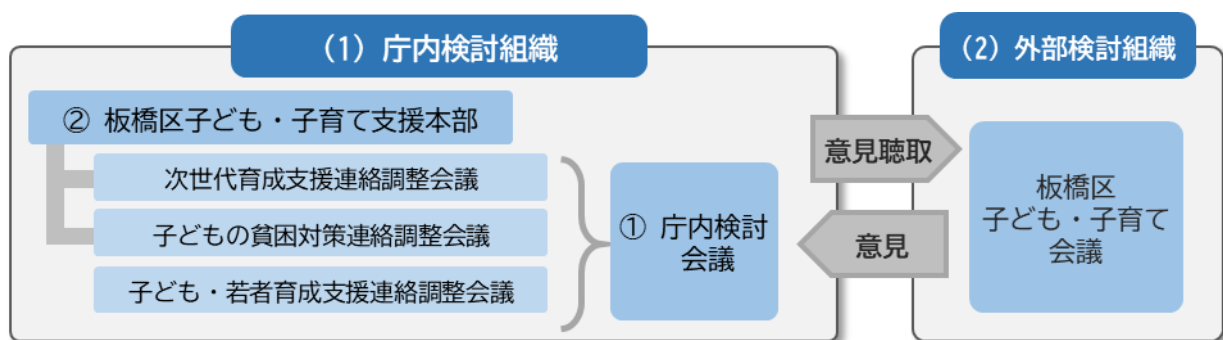 (1) 庁内検討組織
② 板橋区子ども・子育て支援本部
次世代育成支援連絡調整会議
子どもの貧困対策連絡調整会議
子ども・若者育成支援連絡調整会議
① 庁内検討
会議
意見聴取
意見
(2) 外部検討組織
板橋区
子ども・子育て
会議